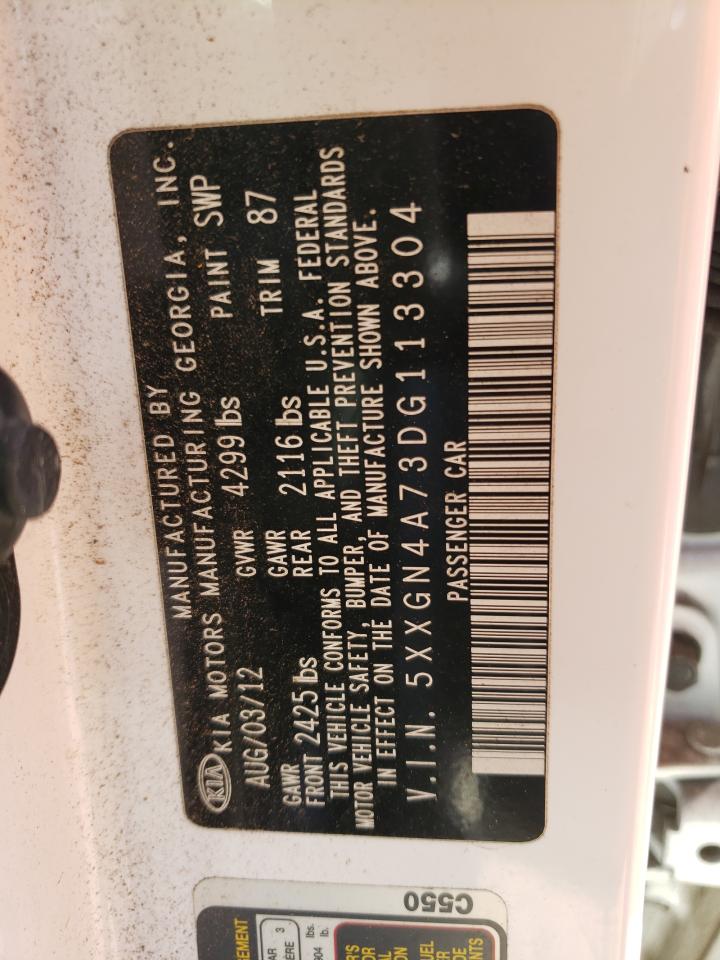 MANUFACTURED BY
KIA KIA MOTORS MANUFACTURING GEORGIA, INC.
AUG/03/12 GVWR 4299 lbs PAINT SWP
GAWR FRONT 2425 lbs GAWR REAR 2116 lbs TRIM 87
THIS VEHICLE CONFORMS TO ALL APPLICABLE U.S.A. FEDERAL
MOTOR VEHICLE SAFETY, BUMPER, AND THEFT PREVENTION STANDARDS
IN EFFECT ON THE DATE OF MANUFACTURE SHOWN ABOVE.
V.I.N. 5XXGN4A73DG113304
PASSENGER CAR
C550